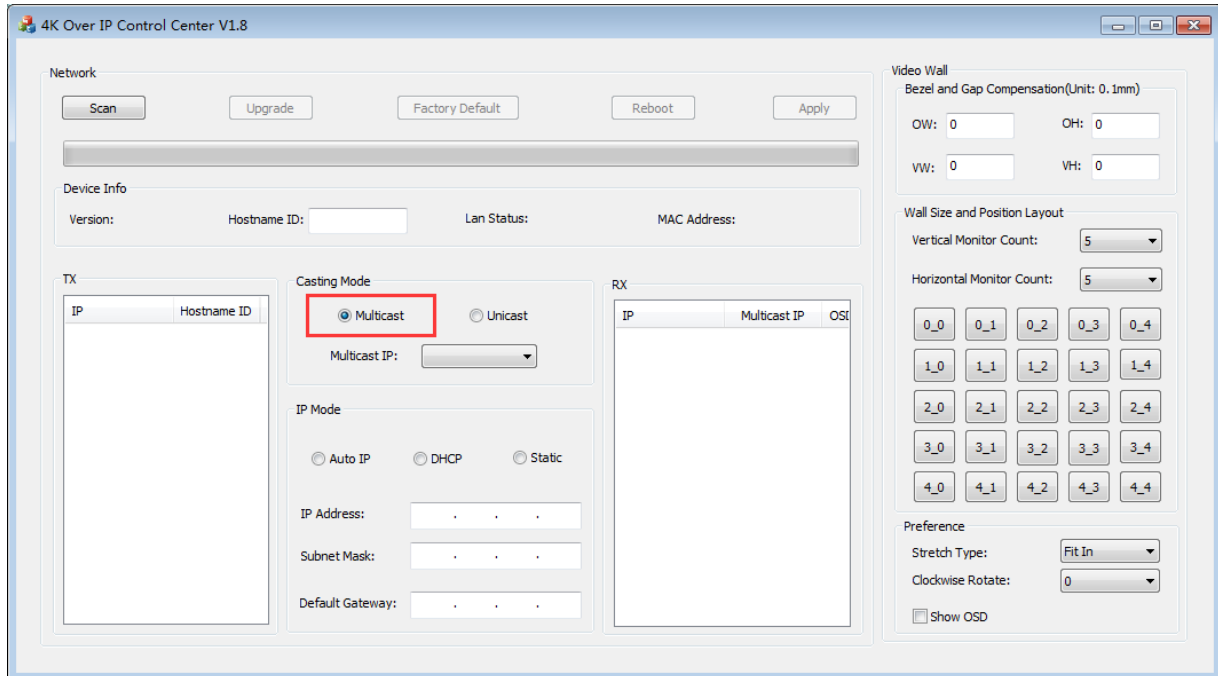 4K Over IP Control Center V1.8
Network
Scan Upgrade Factory Default Reboot Apply
Device Info
Version: Hostname ID: Lan Status: MAC Address:
TX
IP Hostname ID
Casting Mode
Multicast Unicast
Multicast IP:
IP Mode
Auto IP DHCP Static
IP Address: . . .
Subnet Mask: . . .
Default Gateway: . . .
RX
IP Multicast IP OSD
Video Wall
Bezel and Gap Compensation(Unit: 0.1mm)
OW: 0 OH: 0
VW: 0 VH: 0
Wall Size and Position Layout
Vertical Monitor Count: 5
Horizontal Monitor Count: 5
0_0 0_1 0_2 0_3 0_4
1_0 1_1 1_2 1_3 1_4
2_0 2_1 2_2 2_3 2_4
3_0 3_1 3_2 3_3 3_4
4_0 4_1 4_2 4_3 4_4
Preference
Stretch Type: Fit In
Clockwise Rotate: 0
Show OSD